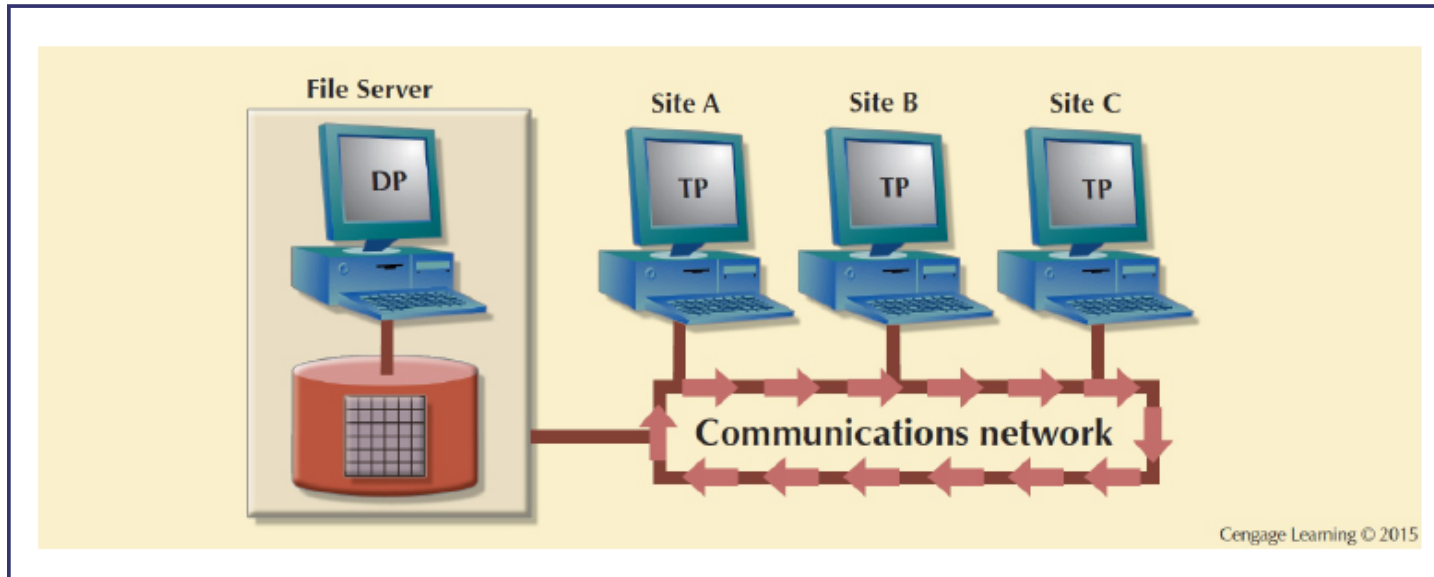 File Server
Site A
Site B
Site C
DP
TP
TP
TP
Communications network
Cengage Learning © 2015